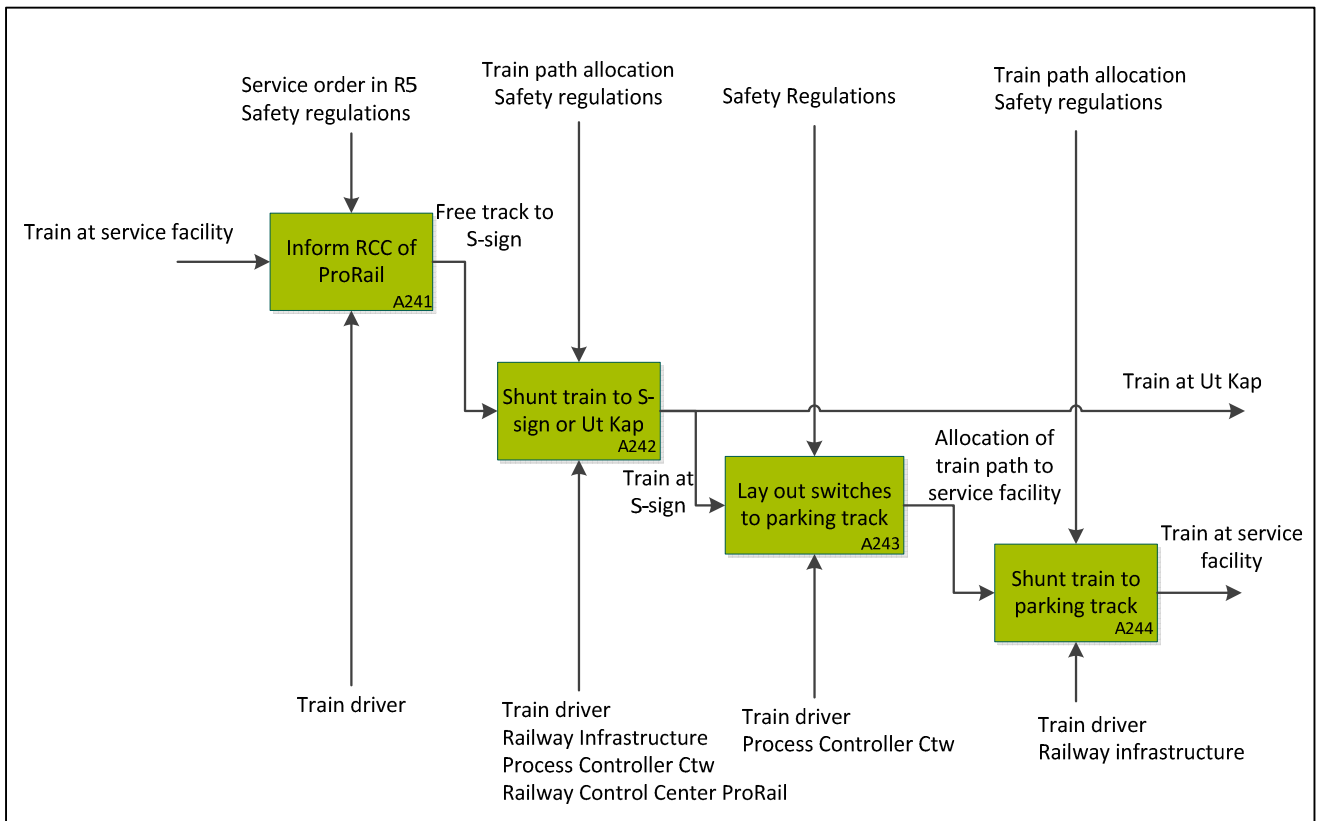 Service order in R5
Safety regulations
Train path allocation
Safety regulations
Safety Regulations
Train path allocation
Safety regulations
Train at service facility
Inform RCC of
ProRail
A241
Free track to
S-sign
Shunt train to S-
sign or Ut Kap
A242
Train at Ut Kap
Train at
S-sign
Lay out switches
to parking track
A243
Allocation of
train path to
service facility
Shunt train to
parking track
A244
Train at service
facility
Train driver
Train driver
Railway Infrastructure
Process Controller Ctw
Railway Control Center ProRail
Train driver
Process Controller Ctw
Train driver
Railway infrastructure